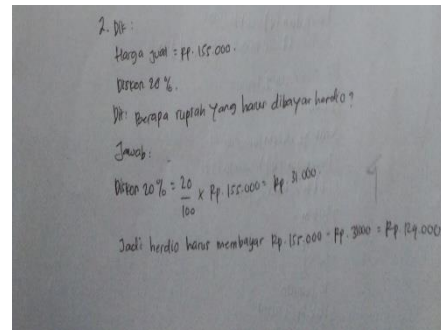 2. Dik :
Harga jual = Rp. 155.000.
Diskon 20 %.
Dit: Berapa rupiah yang harus dibayar herdio?
Jawab :
Diskon 20 % = 20/100 x Rp. 155.000 = Rp. 31.000.
Jadi herdio harus membayar Rp. 155.000 - Rp. 31000 = Rp. 124.000